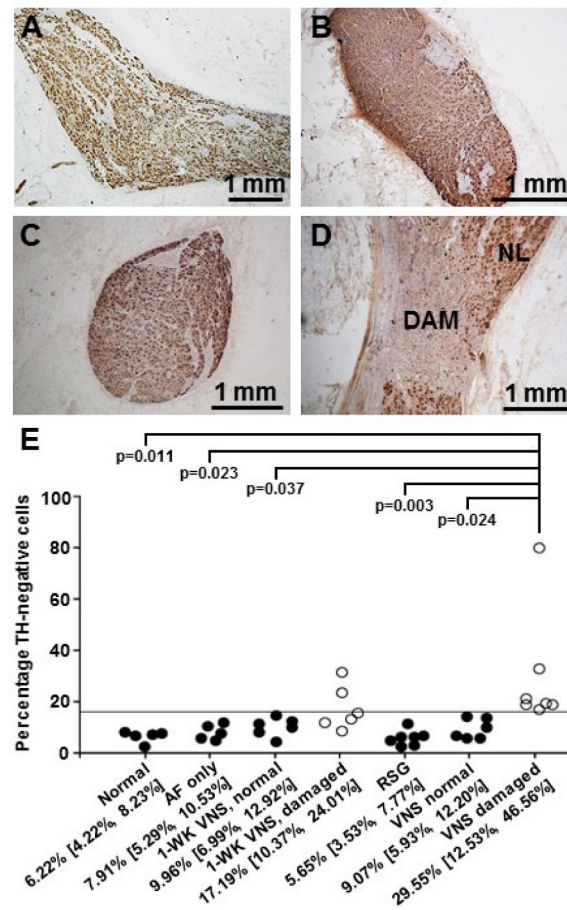 A
1 mm
B
1 mm
C
1 mm
D
NL
DAM
1 mm
E
p=0.011
p=0.023
p=0.037
p=0.003
p=0.024
Percentage TH-negative cells
100
80
60
40
20
0
Normal
6.22% [4.22%, 8.23%]
AF only
7.91% [5.29%, 10.53%]
1-WK VNS, normal
9.96% [6.99%, 12.92%]
1-WK VNS, damaged
17.19% [10.37%, 24.01%]
RSG
5.65% [3.53%, 7.77%]
VNS normal
9.07% [5.93%, 12.20%]
VNS damaged
29.55% [12.53%, 46.56%]